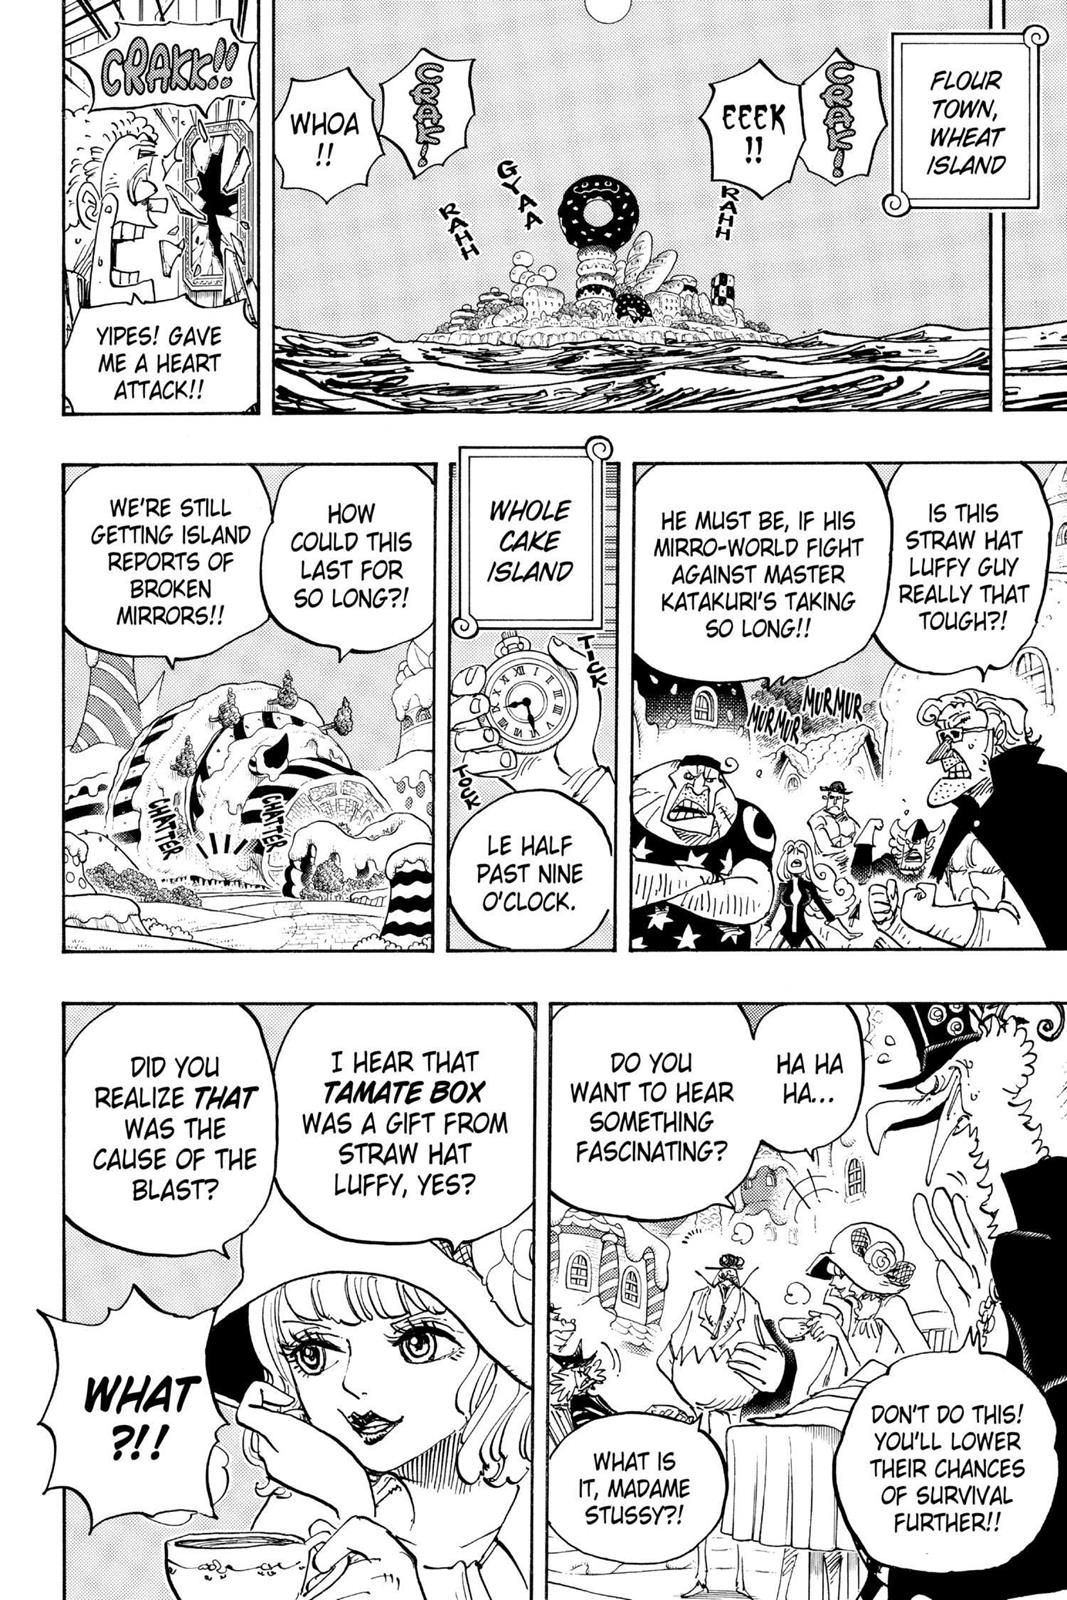 FLOUR
TOWN,
WHEAT
ISLAND
CRAK!
EEEK
!!
RAHH
GYAA
RAHH
CRAK!
WHOA
!!
CRAKK!!
YIPES! GAVE
ME A HEART
ATTACK!!
IS THIS
STRAW HAT
LUFFY GUY
REALLY THAT
TOUGH?!
HE MUST BE, IF HIS
MIRRO-WORLD FIGHT
AGAINST MASTER
KATAKURI'S TAKING
SO LONG!!
MURMUR
MURMUR
WHOLE
CAKE
ISLAND
TICK
TOCK
LE HALF
PAST NINE
O'CLOCK.
HOW
COULD THIS
LAST FOR
SO LONG?!
WE'RE STILL
GETTING ISLAND
REPORTS OF
BROKEN
MIRRORS!!
CHATTER
CHATTER
HA HA
HA...
DO YOU
WANT TO HEAR
SOMETHING
FASCINATING?
DON'T DO THIS!
YOU'LL LOWER
THEIR CHANCES
OF SURVIVAL
FURTHER!!
WHAT IS
IT, MADAME
STUSSY?!
I HEAR THAT
TAMATE BOX
WAS A GIFT FROM
STRAW HAT
LUFFY, YES?
DID YOU
REALIZE THAT
WAS THE
CAUSE OF THE
BLAST?
WHAT
?!!